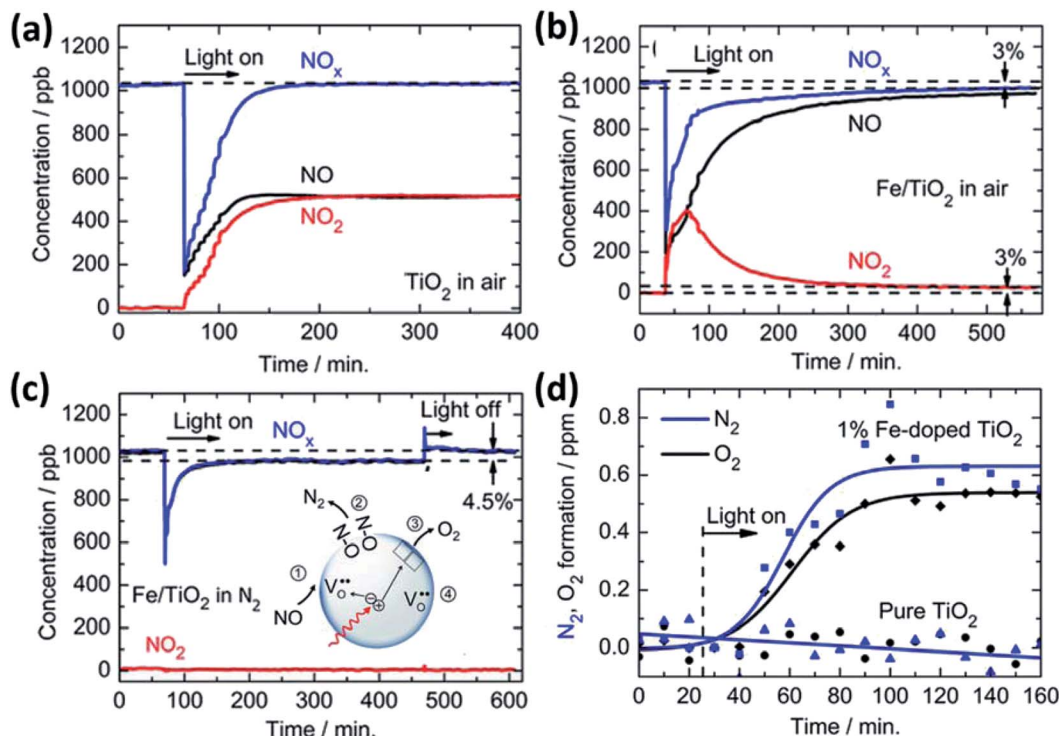 (a)
1200
1000
800
600
400
200
0
Concentration / ppb
Light on
NOₓ
NO
NO₂
TiO₂ in air
0 100 200 300 400
Time / min.
(b)
1200
1000
800
600
400
200
0
Concentration / ppb
Light on
NOₓ
3%
NO
Fe/TiO₂ in air
NO₂
3%
0 100 200 300 400 500
Time / min.
(c)
1200
1000
800
600
400
200
0
Concentration / ppb
Light on
NOₓ
Light off
4.5%
N₂
②
N N
O O
③
O₂
①
NO
Vₒ••
⊖
⊕
Vₒ••
④
Fe/TiO₂ in N₂
NO₂
0 100 200 300 400 500 600
Time / min.
(d)
0.8
0.6
0.4
0.2
0.0
N₂, O₂ formation / ppm
N₂
O₂
1% Fe-doped TiO₂
Light on
Pure TiO₂
0 20 40 60 80 100 120 140 160
Time / min.